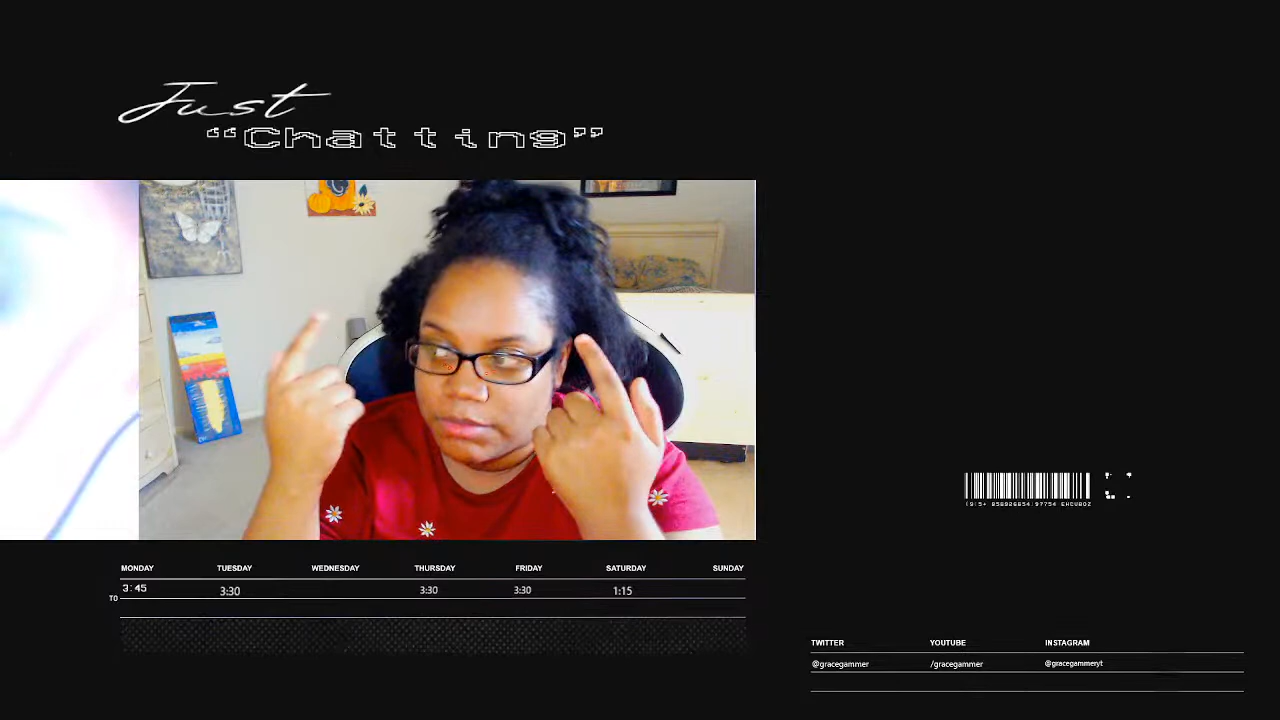 Just
“Chatting”
MONDAY TUESDAY WEDNESDAY THURSDAY FRIDAY SATURDAY SUNDAY
3:45 3:30 3:30 3:30 1:15
TO
TWITTER YOUTUBE INSTAGRAM
@gracegammer /gracegammer @gracegammeryt